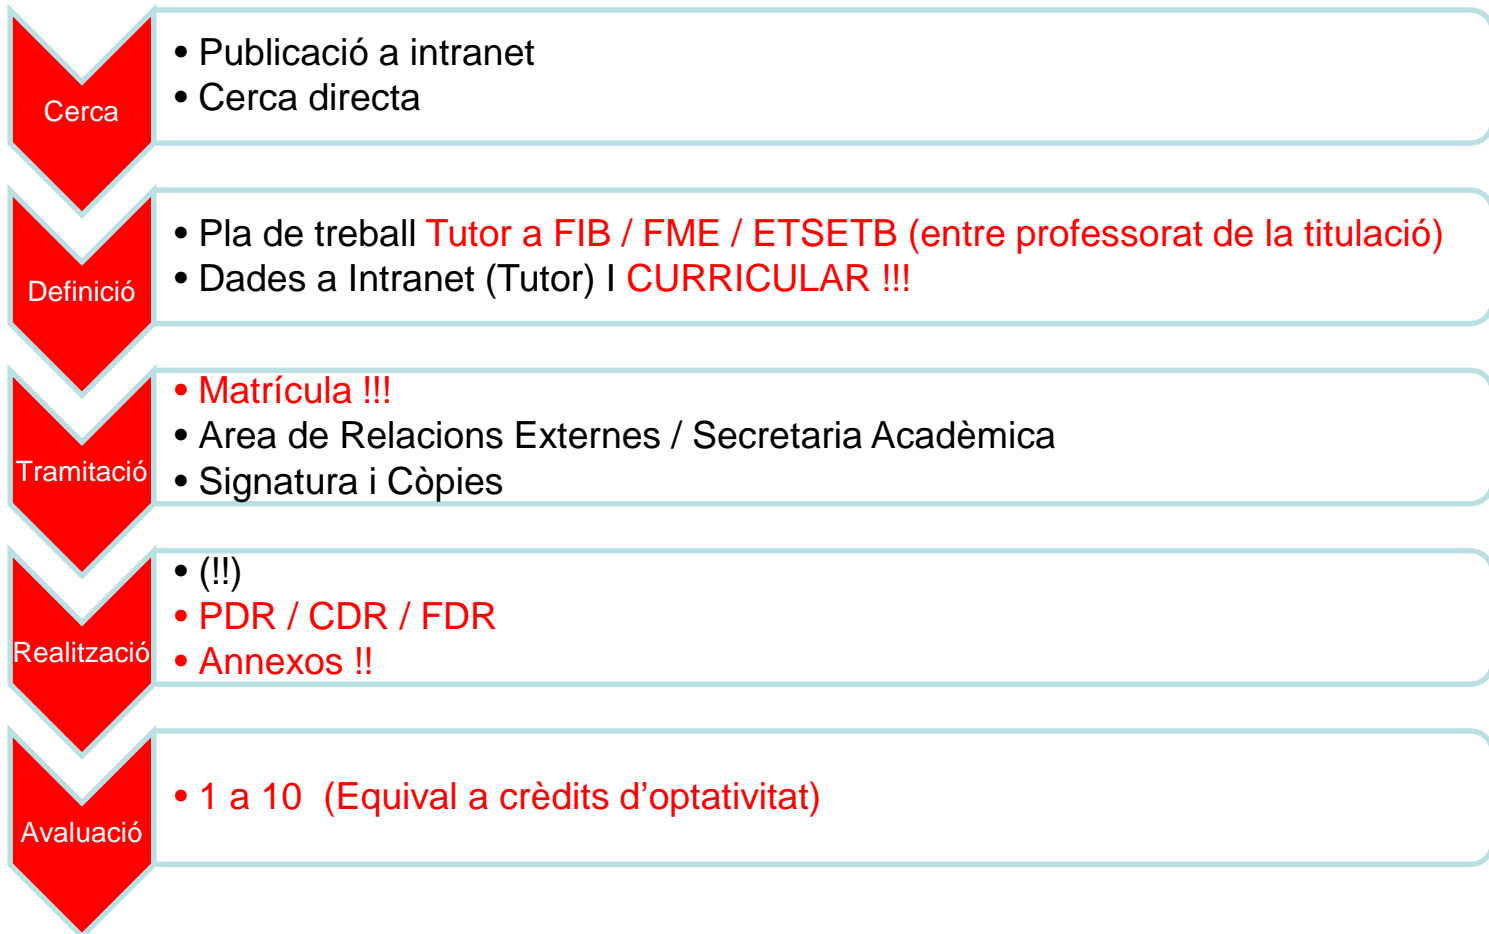 Cerca
• Publicació a intranet
• Cerca directa
Definició
• Pla de treball Tutor a FIB / FME / ETSETB (entre professorat de la titulació)
• Dades a Intranet (Tutor) I CURRICULAR !!!
Tramitació
• Matrícula !!!
• Area de Relacions Externes / Secretaria Acadèmica
• Signatura i Còpies
Realització
• (!!)
• PDR / CDR / FDR
• Annexos !!
Avaluació
• 1 a 10  (Equival a crèdits d’optativitat)